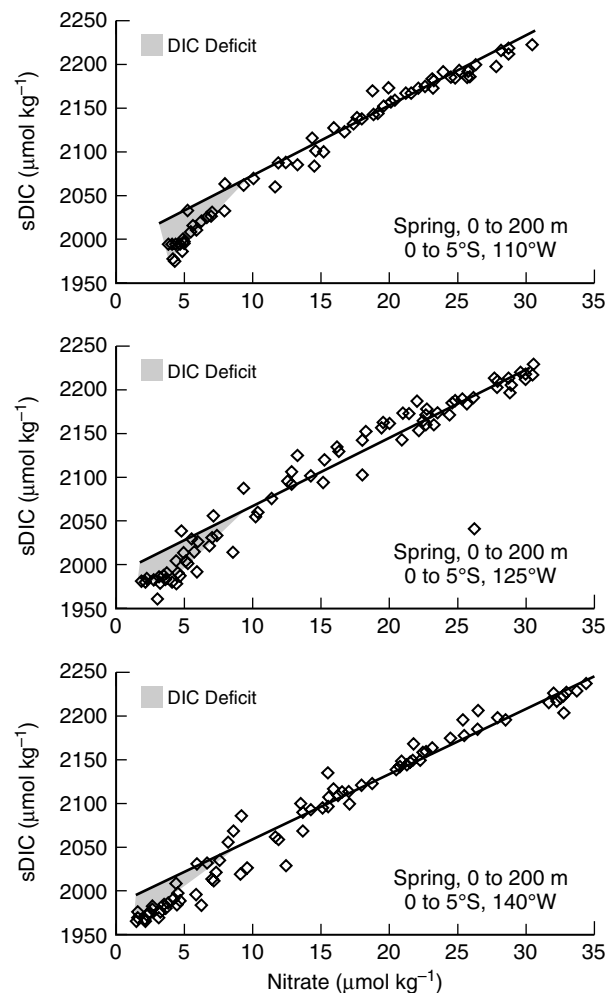 DIC Deficit
2250
2200
2150
2100
2050
2000
1950
sDIC (μmol kg⁻¹)
Spring, 0 to 200 m
0 to 5°S, 110°W
0 5 10 15 20 25 30 35
DIC Deficit
2250
2200
2150
2100
2050
2000
1950
sDIC (μmol kg⁻¹)
Spring, 0 to 200 m
0 to 5°S, 125°W
0 5 10 15 20 25 30 35
DIC Deficit
2250
2200
2150
2100
2050
2000
1950
sDIC (μmol kg⁻¹)
Spring, 0 to 200 m
0 to 5°S, 140°W
0 5 10 15 20 25 30 35
Nitrate (μmol kg⁻¹)